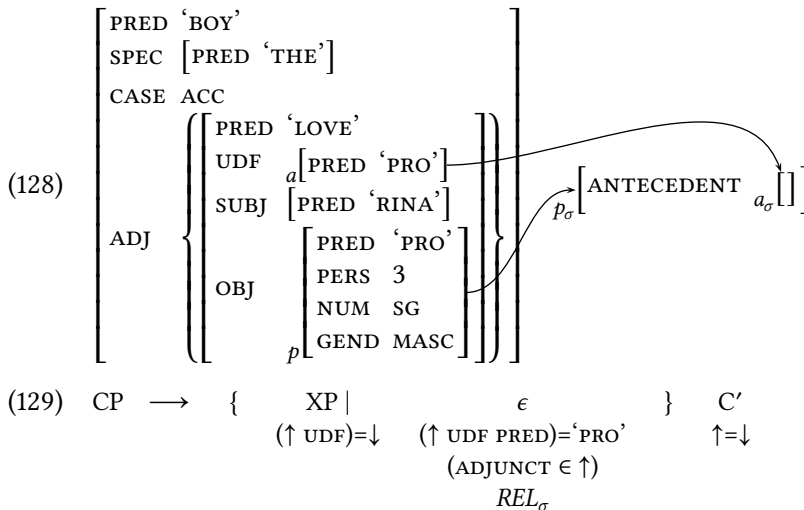 PRED ‘BOY’
SPEC [PRED ‘THE’]
CASE ACC
PRED ‘LOVE’
UDF a[PRED ‘PRO’]
(128) ADJ SUBJ [PRED ‘RINA’] pσ[ANTECEDENT aσ[]]
PRED ‘PRO’
OBJ PERS 3
NUM SG
p GEND MASC
(129) CP ⟶ { XP | ϵ } C′
(↑ UDF)=↓ (↑ UDF PRED)=‘PRO’ ↑=↓
(ADJUNCT ∈ ↑)
RELσ